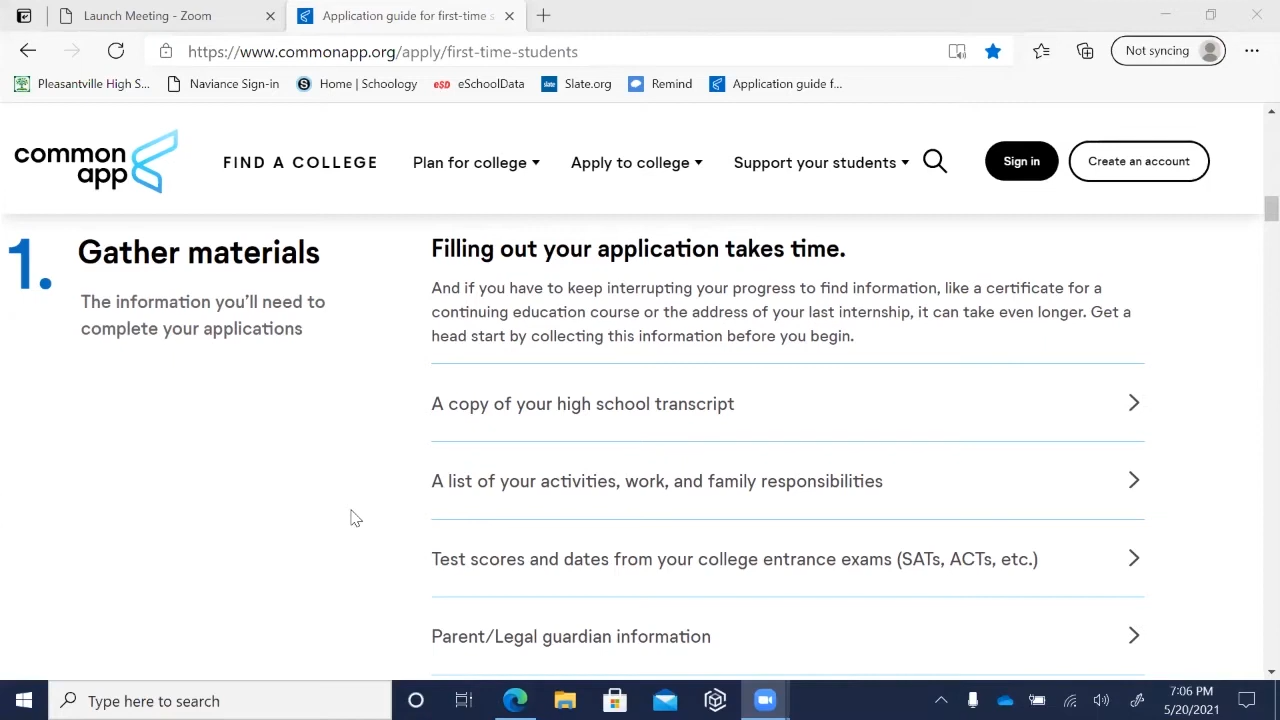 Launch Meeting - Zoom
Application guide for first-time s
https://www.commonapp.org/apply/first-time-students
Not syncing
Pleasantville High S...
Naviance Sign-in
S Home | Schoology
esD eSchoolData
slate Slate.org
Remind
Application guide f...
common
app
FIND A COLLEGE
Plan for college
Apply to college
Support your students
Sign in
Create an account
1.
Gather materials
The information you'll need to
complete your applications
Filling out your application takes time.
And if you have to keep interrupting your progress to find information, like a certificate for a
continuing education course or the address of your last internship, it can take even longer. Get a
head start by collecting this information before you begin.
A copy of your high school transcript
A list of your activities, work, and family responsibilities
Test scores and dates from your college entrance exams (SATs, ACTs, etc.)
Parent/Legal guardian information
Type here to search
7:06 PM
5/20/2021